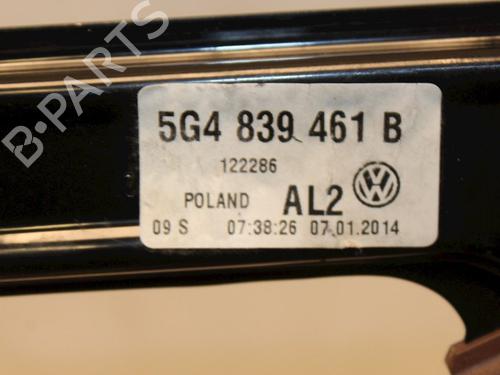 B-PARTS
5G4 839 461 B
122286
POLAND AL2
09 S 07:38:26 07.01.2014